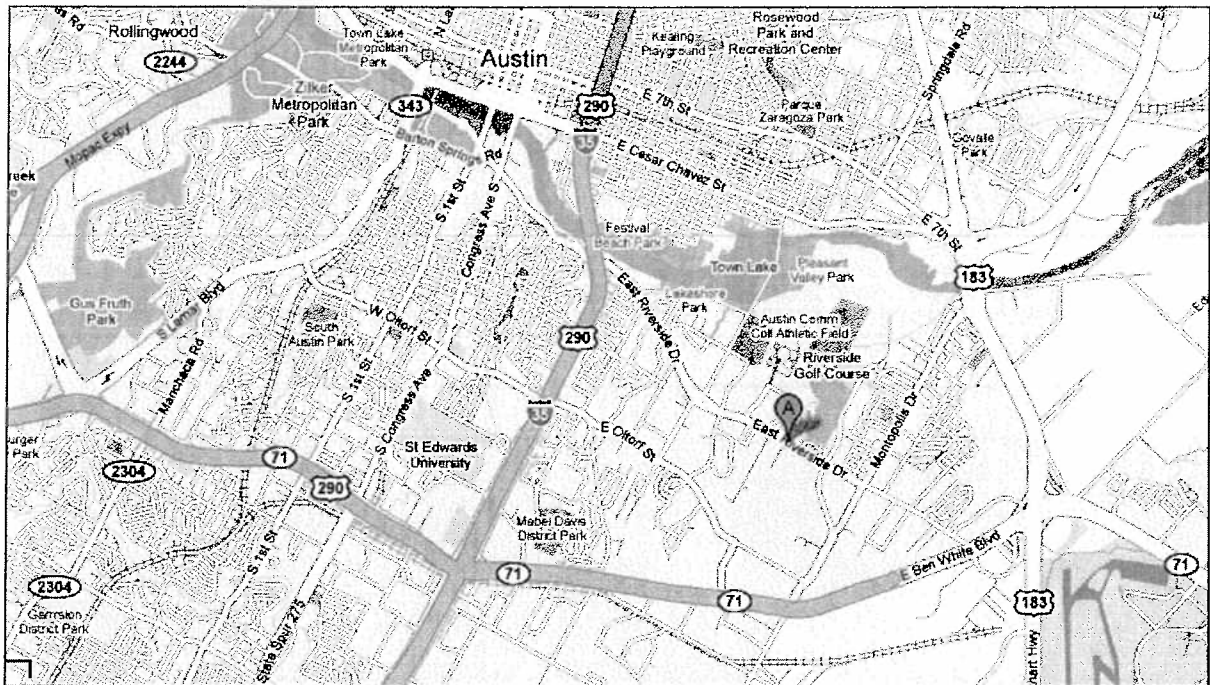 Rollingwood
2244
Town Lake
Metropolitan
Park
Austin
Zilker
Metropolitan
Park
343
Barton Springs Rd
Mopac Expy
Kealing
Playground
Rosewood
Park and
Recreation Center
E 7th St
290
35
Parque
Zaragoza Park
Springdale Rd
Govalle
Park
E Cesar Chavez St
E 7th St
183
S 1st St
Congress Ave S
Festival
Beach Park
Town Lake
Pleasant
Valley Park
Lakeshore
Park
Gus Fruth
Park
S Lamar Blvd
Manchaca Rd
South
Austin Park
W Oltorf St
S 1st St
S Congress Ave
290
East Riverside Dr
Austin Comm
Coll Athletic Field
Riverside
Golf Course
A
East Riverside Dr
Montopolis Dr
35
E Oltorf St
St Edwards
University
2304
71
290
Mabel Davis
District Park
71
71
E Ben White Blvd
71
183
S 1st St
State Spur 275
2304
Garrison
District Park